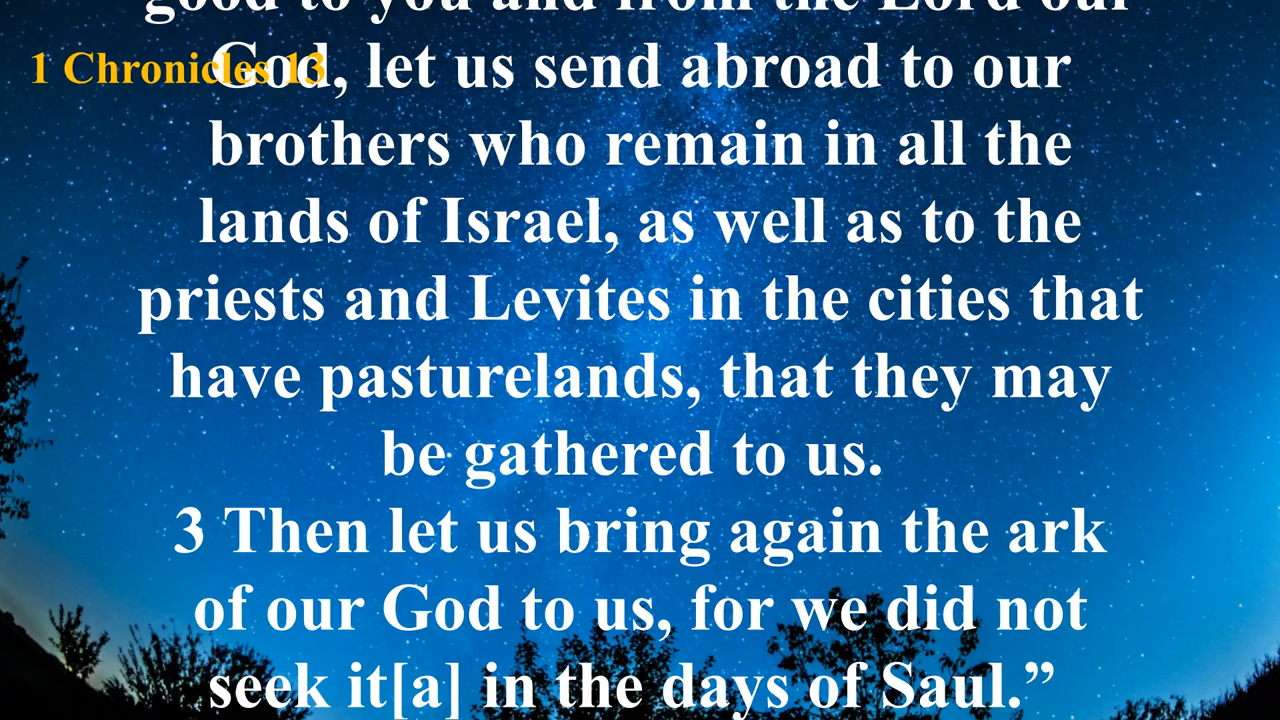 good to you and from the Lord our
1 Chronicles 13
God, let us send abroad to our
brothers who remain in all the
lands of Israel, as well as to the
priests and Levites in the cities that
have pasturelands, that they may
be gathered to us.
3 Then let us bring again the ark
of our God to us, for we did not
seek it[a] in the days of Saul.”